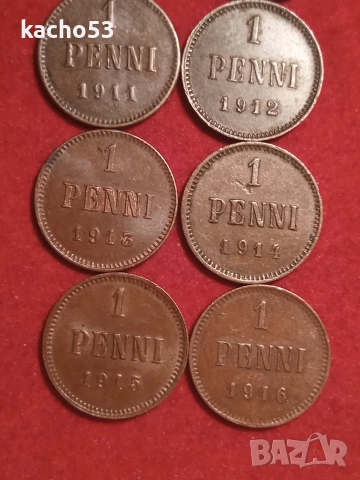 kacho53
1
PENNI
1911
1
PENNI
1912
1
PENNI
1913
1
PENNI
1914
1
PENNI
1915
1
PENNI
1916
BAZAR